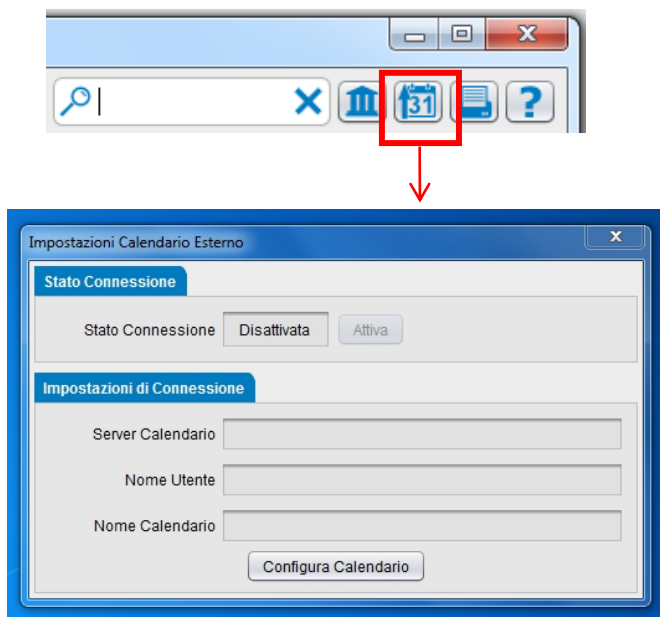 31
?
Impostazioni Calendario Esterno
Stato Connessione
Stato Connessione Disattivata Attiva
Impostazioni di Connessione
Server Calendario
Nome Utente
Nome Calendario
Configura Calendario